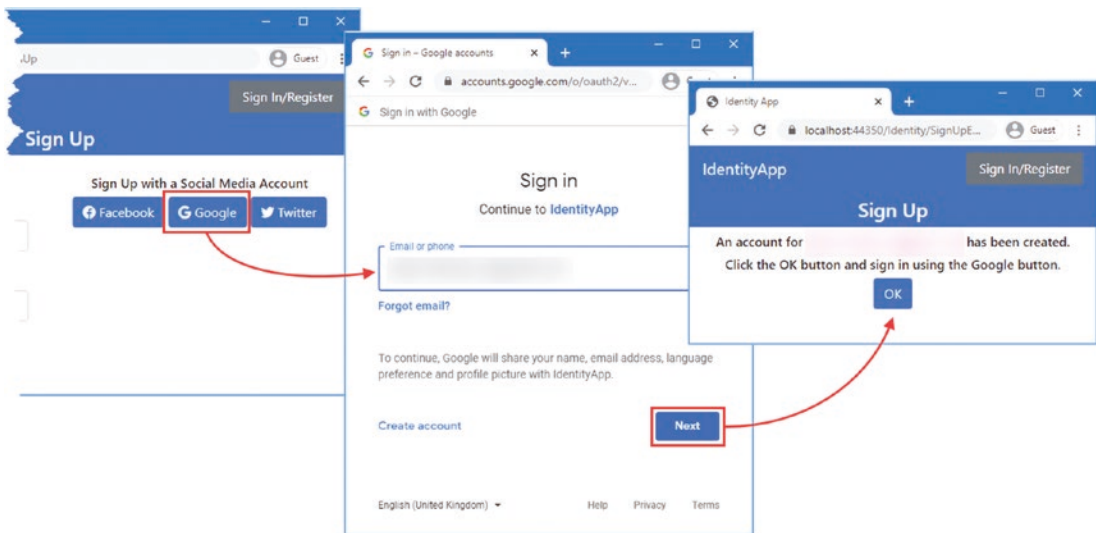 Up
Guest
Sign In/Register
Sign Up
Sign Up with a Social Media Account
Facebook
Google
Twitter
Sign in – Google accounts
accounts.google.com/o/oauth2/v...
Sign in with Google
Sign in
Continue to IdentityApp
Email or phone
Forgot email?
To continue, Google will share your name, email address, language
preference and profile picture with IdentityApp.
Create account
Next
English (United Kingdom)
Help
Privacy
Terms
Identity App
localhost:44350/Identity/SignUpE...
Guest
IdentityApp
Sign In/Register
Sign Up
An account for has been created.
Click the OK button and sign in using the Google button.
OK